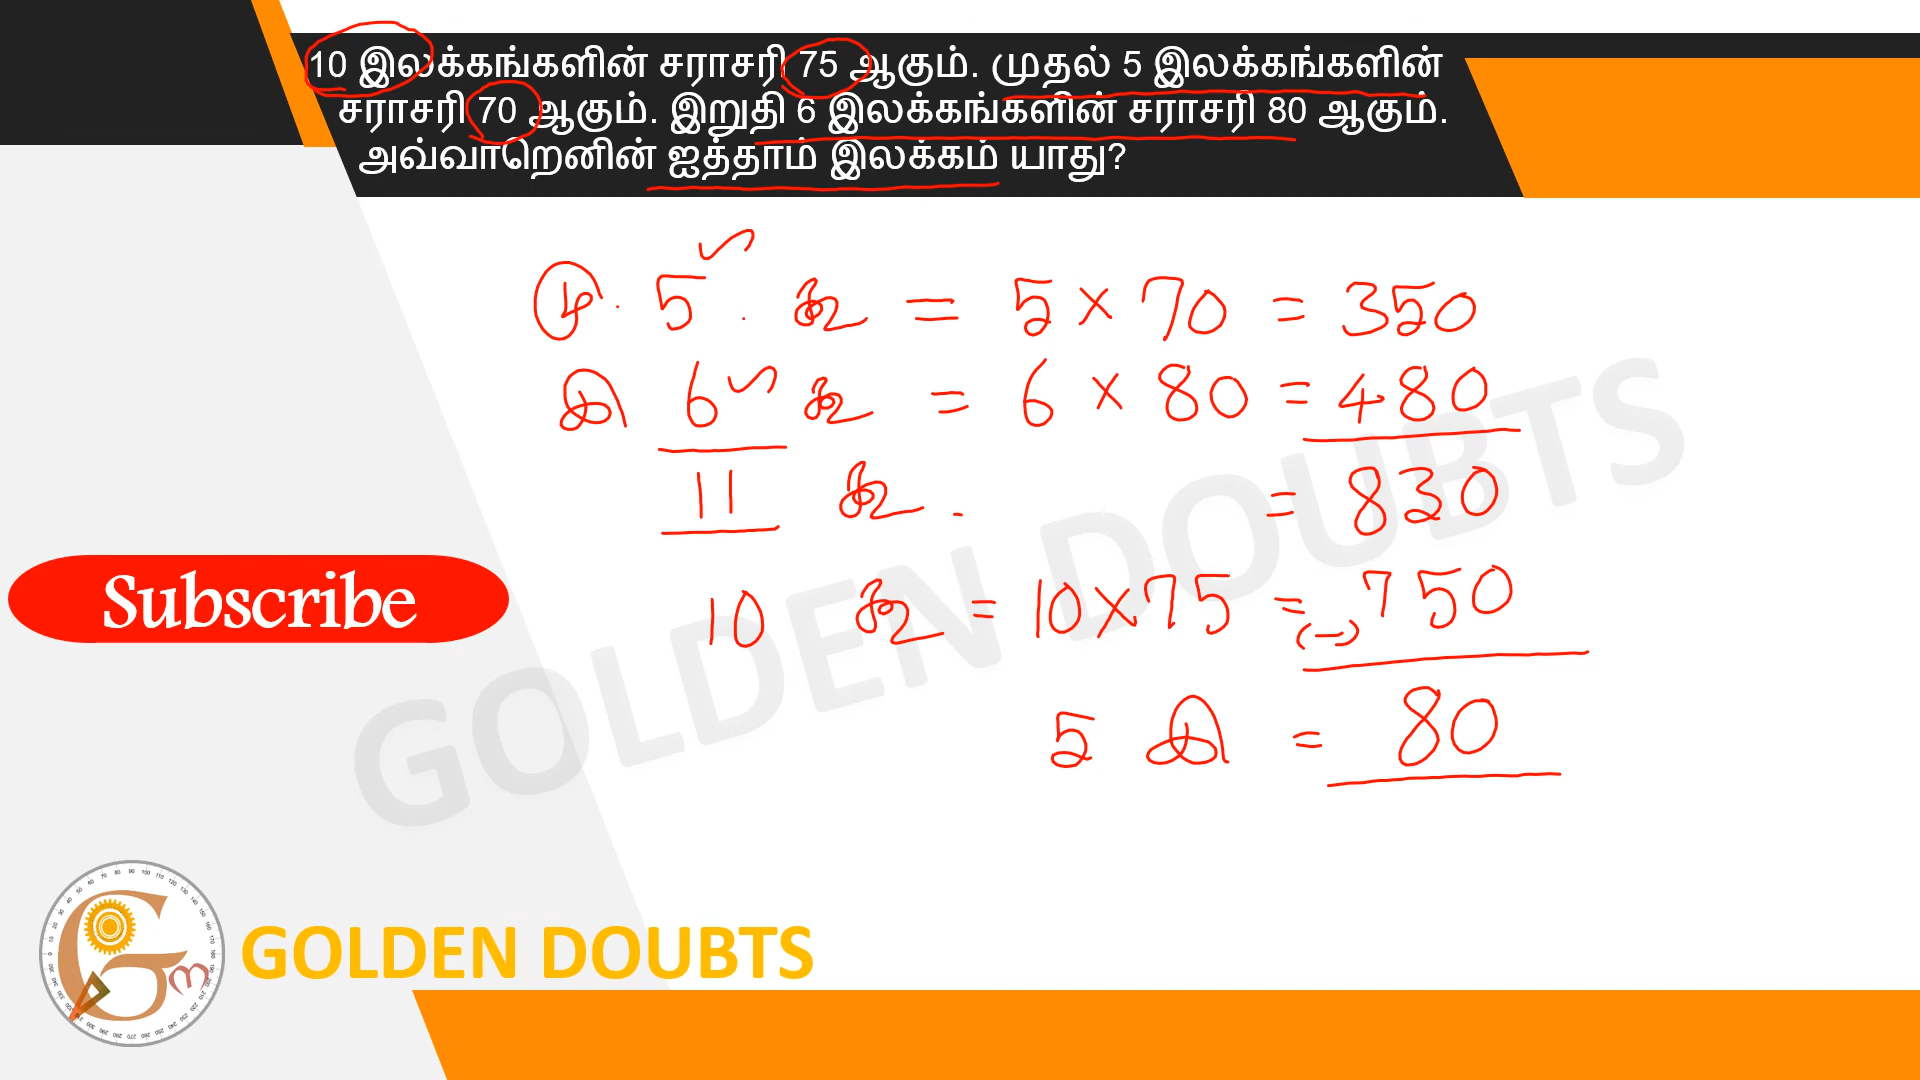 10 இலக்கங்களின் சராசரி 75 ஆகும். முதல் 5 இலக்கங்களின்
சராசரி 70 ஆகும். இறுதி 6 இலக்கங்களின் சராசரி 80 ஆகும்.
அவ்வாறெனின் ஐத்தாம் இலக்கம் யாது?
மு. 5 . கூ = 5 × 70 = 350
இ 6 கூ = 6 × 80 = 480
11 கூ. = 830
10 கூ = 10 × 75 = 750
(-)
5 இ = 80
Subscribe
GOLDEN DOUBTS
GOLDEN DOUBTS